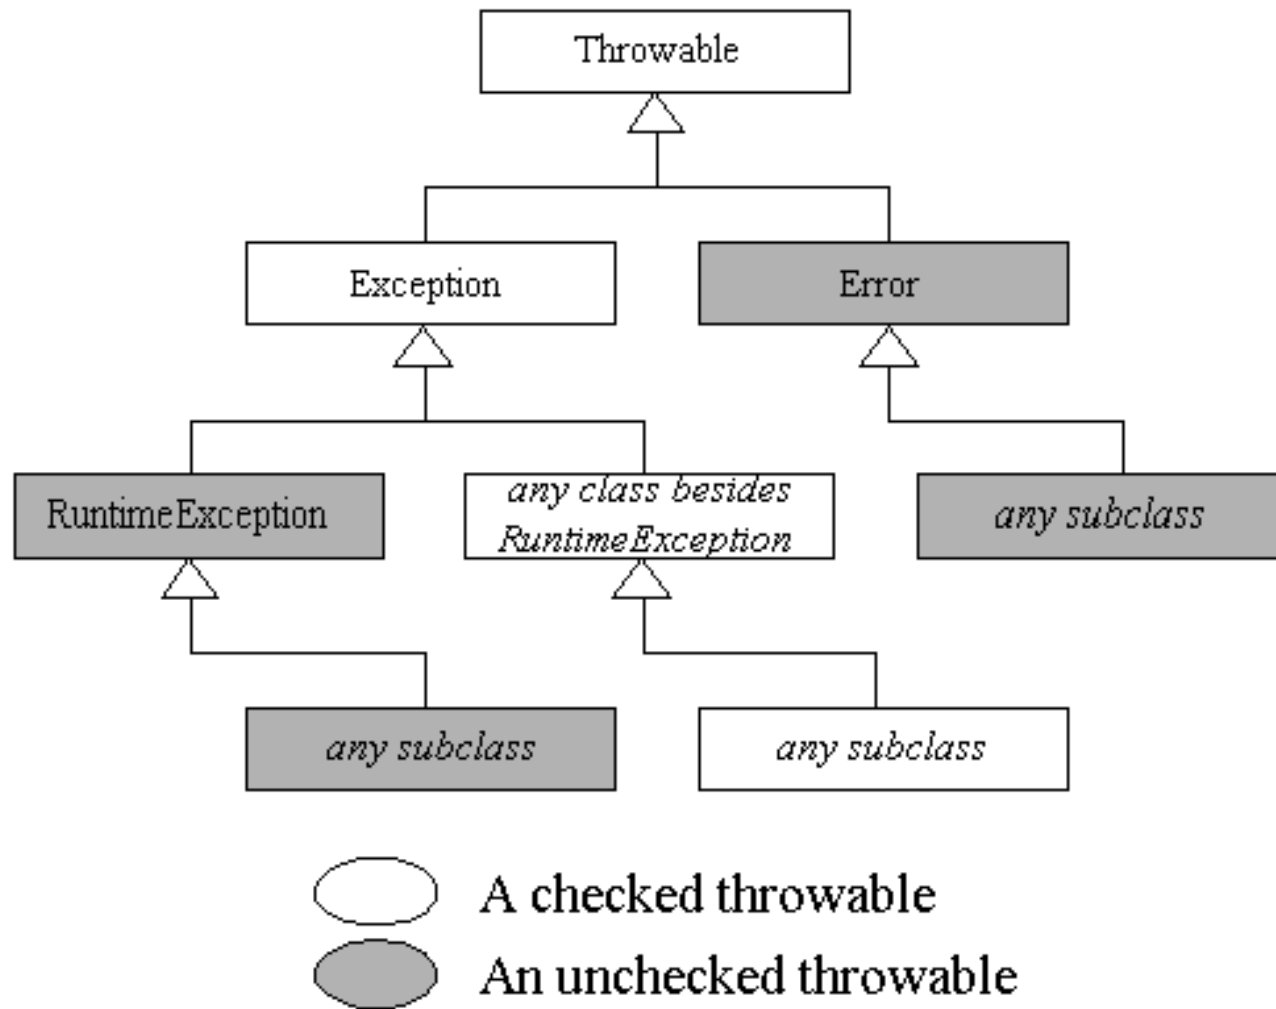 Throwable
Exception
Error
RuntimeException
any class besides
RuntimeException
any subclass
any subclass
any subclass
A checked throwable
An unchecked throwable